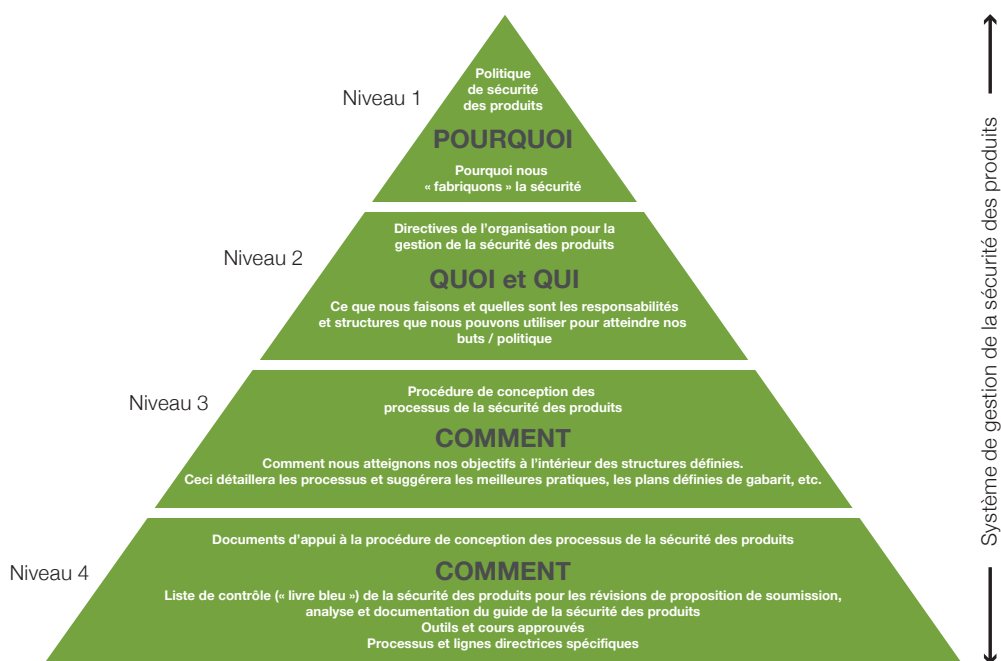 Niveau 1
Politique
de sécurité
des produits
POURQUOI
Pourquoi nous
« fabriquons » la sécurité
Niveau 2
Directives de l'organisation pour la
gestion de la sécurité des produits
QUOI et QUI
Ce que nous faisons et quelles sont les responsabilités
et structures que nous pouvons utiliser pour atteindre nos
buts / politique
Niveau 3
Procédure de conception des
processus de la sécurité des produits
COMMENT
Comment nous atteignons nos objectifs à l'intérieur des structures définies.
Ceci détaillera les processus et suggérera les meilleures pratiques, les plans définies de gabarit, etc.
Niveau 4
Documents d'appui à la procédure de conception des processus de la sécurité des produits
COMMENT
Liste de contrôle (« livre bleu ») de la sécurité des produits pour les révisions de proposition de soumission,
analyse et documentation du guide de la sécurité des produits
Outils et cours approuvés
Processus et lignes directrices spécifiques
Système de gestion de la sécurité des produits